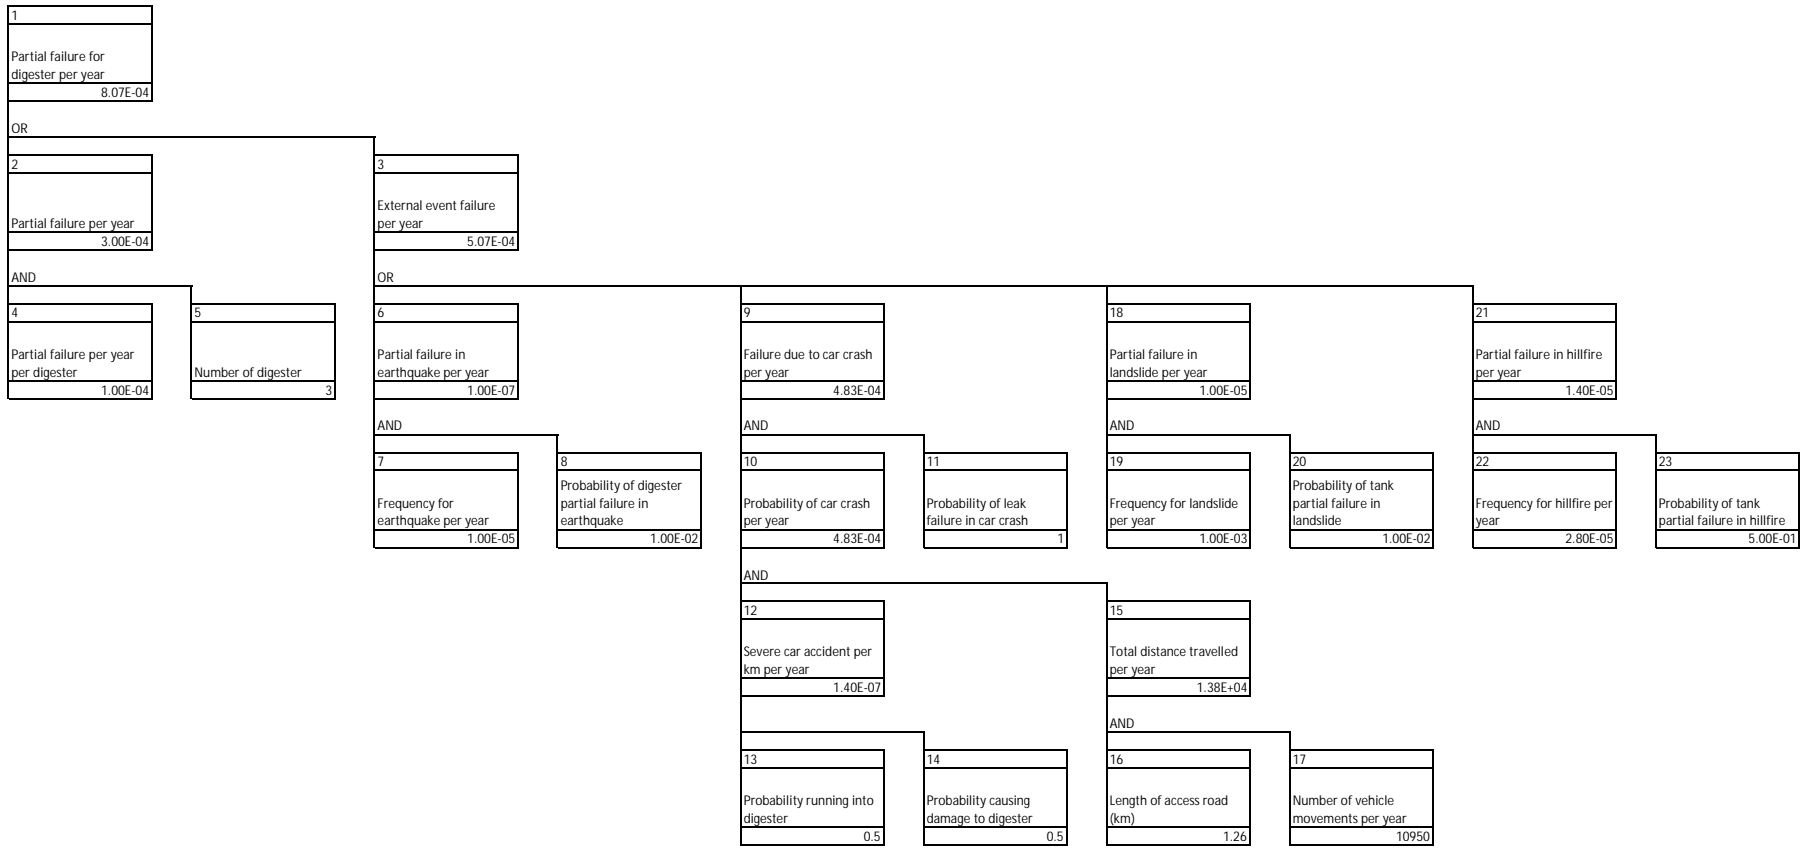 1
Partial failure for
digester per year
8.07E-04
OR
2
Partial failure per year
3.00E-04
3
External event failure
per year
5.07E-04
AND
OR
4
Partial failure per year
per digester
1.00E-04
5
Number of digester
3
6
Partial failure in
earthquake per year
1.00E-07
9
Failure due to car crash
per year
4.83E-04
18
Partial failure in
landslide per year
1.00E-05
21
Partial failure in hillfire
per year
1.40E-05
AND
AND
AND
AND
7
Frequency for
earthquake per year
1.00E-05
8
Probability of digester
partial failure in
earthquake
1.00E-02
10
Probability of car crash
per year
4.83E-04
11
Probability of leak
failure in car crash
1
19
Frequency for landslide
per year
1.00E-03
20
Probability of tank
partial failure in
landslide
1.00E-02
22
Frequency for hillfire per
year
2.80E-05
23
Probability of tank
partial failure in hillfire
5.00E-01
AND
12
Severe car accident per
km per year
1.40E-07
15
Total distance travelled
per year
1.38E+04
AND
13
Probability running into
digester
0.5
14
Probability causing
damage to digester
0.5
16
Length of access road
(km)
1.26
17
Number of vehicle
movements per year
10950